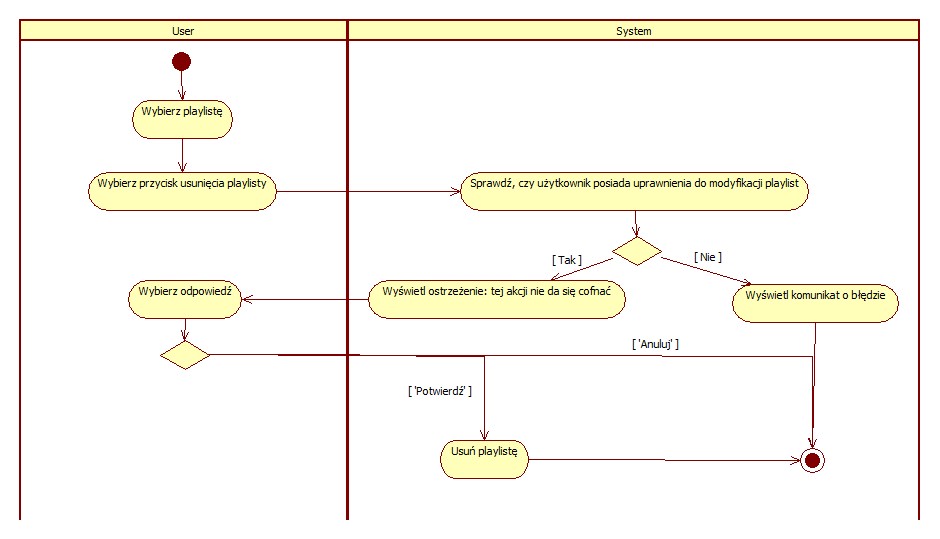 User
System
Wybierz playlistę
Wybierz przycisk usunięcia playlisty
Sprawdź, czy użytkownik posiada uprawnienia do modyfikacji playlist
[ Tak ]
[ Nie ]
Wybierz odpowiedź
Wyświetl ostrzeżenie: tej akcji nie da się cofnąć
Wyświetl komunikat o błędzie
[ 'Anuluj' ]
[ 'Potwierdź' ]
Usuń playlistę